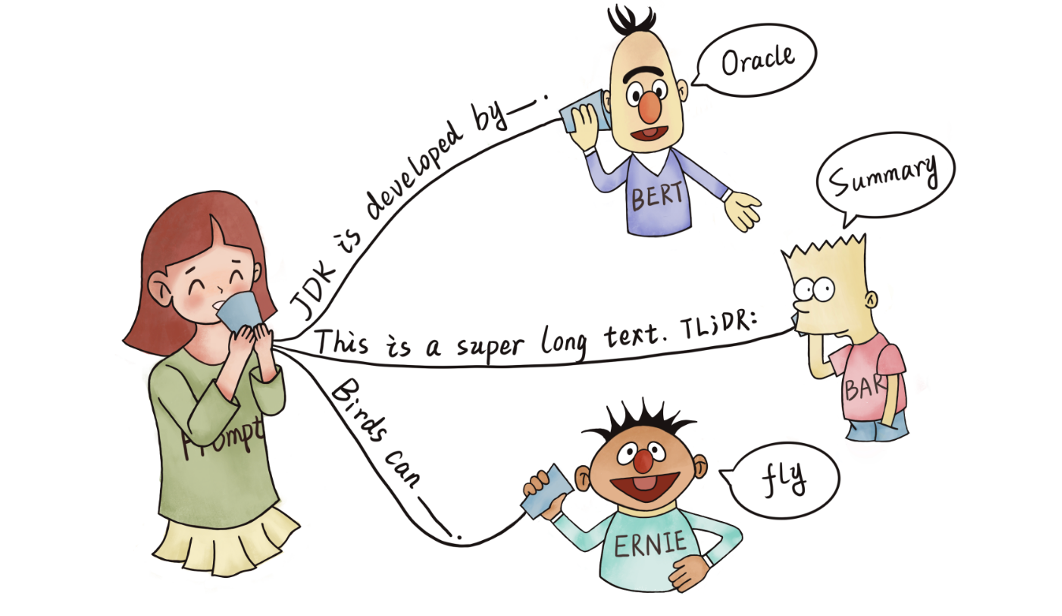 JDK is developed by — .
Oracle
BERT
This is a super long text. TL;DR:
Summary
BAR
Prompt
Birds can — .
fly
ERNIE